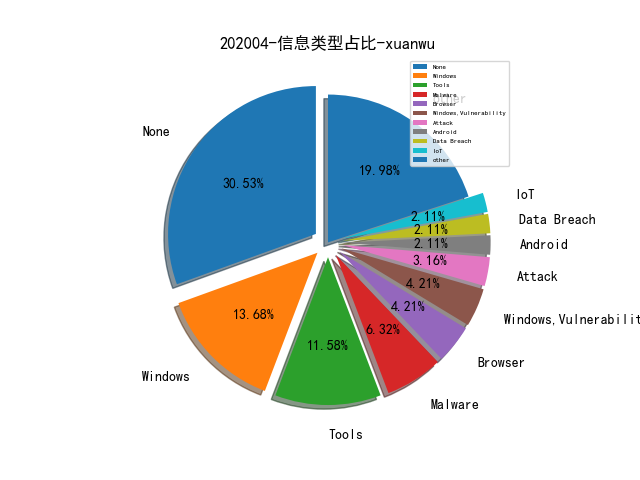 202004-信息类型占比-xuanwu
None
Windows
Tools
Malware
Browser
Windows,Vulnerability
Attack
Android
Data Breach
IoT
other
other
None
30.53%
19.98%
IoT
2.11%
Data Breach
2.11%
Android
2.11%
3.16%
Attack
4.21%
Windows,Vulnerabilit
4.21%
13.68%
6.32%
11.58%
Browser
Windows
Malware
Tools